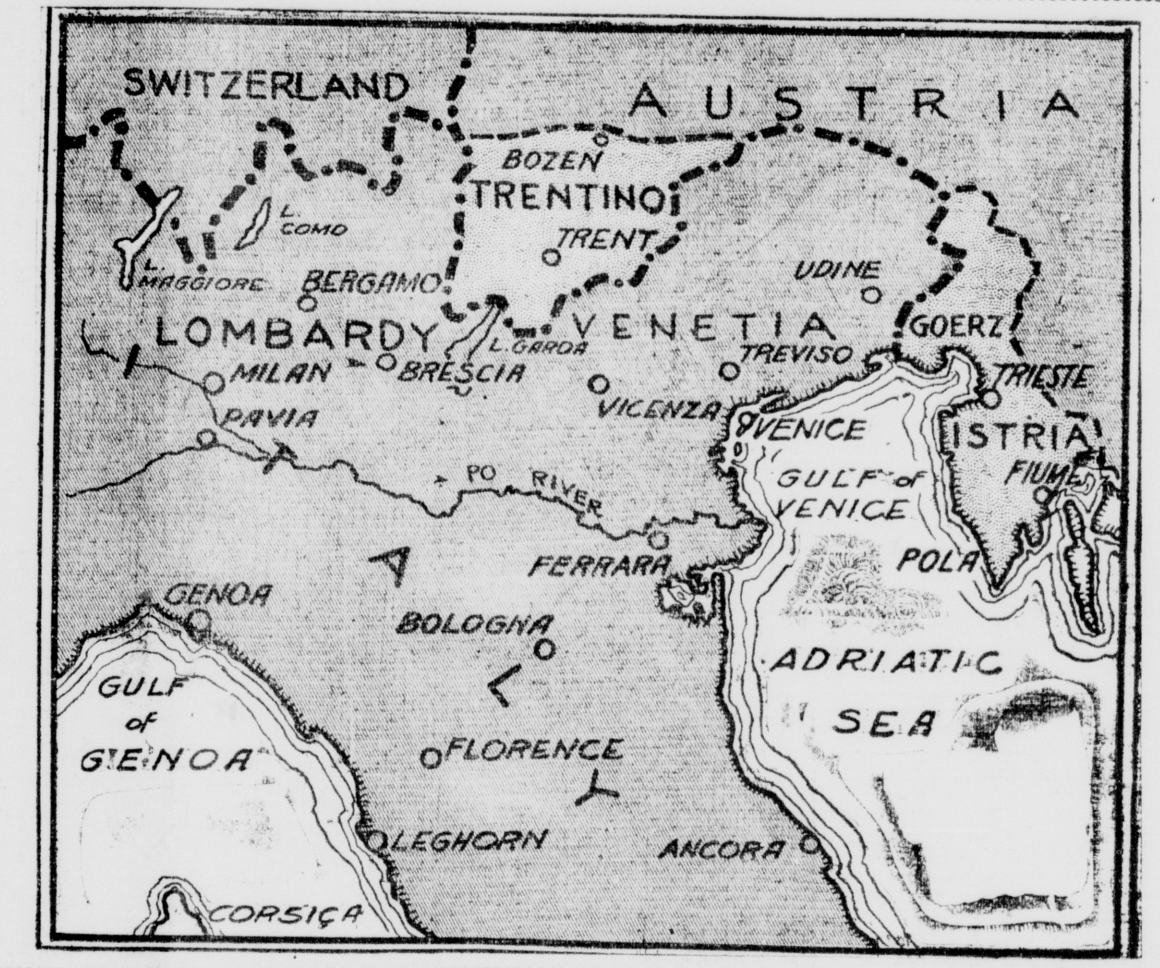 SWITZERLAND
AUSTRIA
BOZEN
TRENTINO
TRENT
L.
COMO
L.
MAGGIORE
BERGAMO
UDINE
LOMBARDY
VENETIA
GOERZ
L. GARDA
TREVISO
MILAN
BRESCIA
TRIESTE
VICENZA
PAVIA
VENICE
ISTRIA
FIUME
PO RIVER
GULF of
VENICE
ITALY
FERRARA
POLA
GENOA
BOLOGNA
ADRIATIC
SEA
GULF
of
GENOA
FLORENCE
LEGHORN
ANCORA
CORSICA